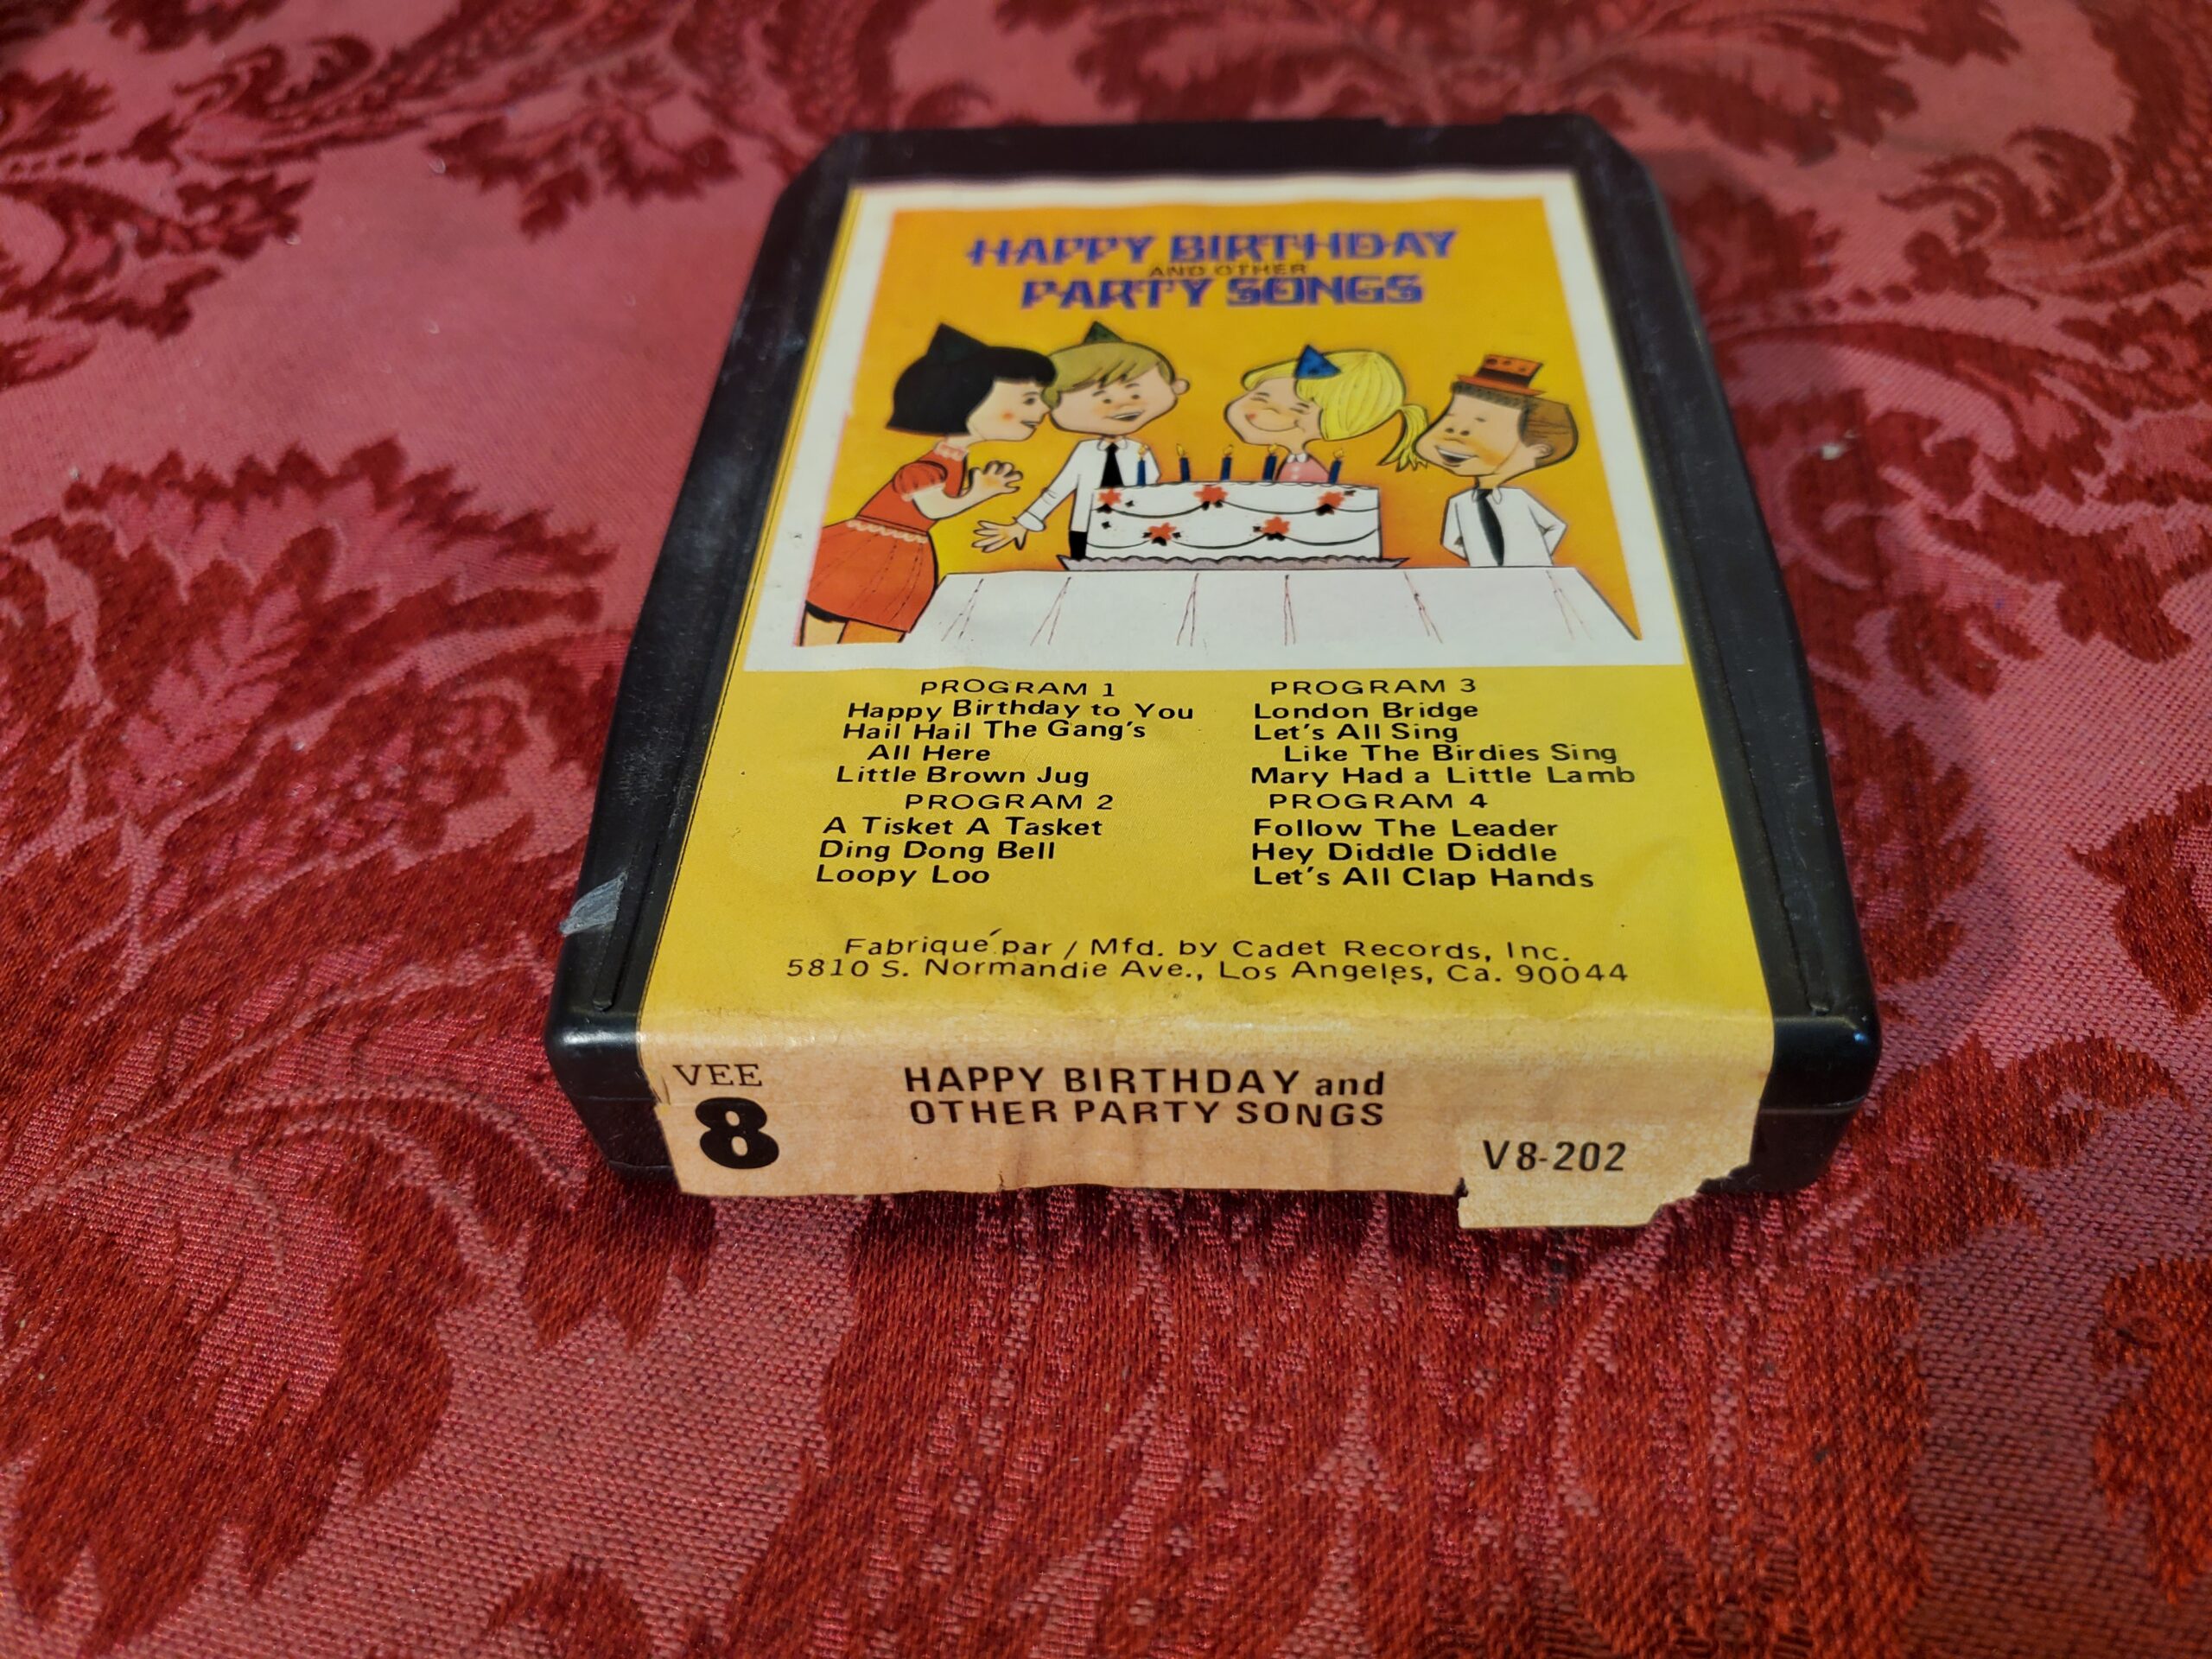 HAPPY BIRTHDAY
AND OTHER
PARTY SONGS
PROGRAM 1
Happy Birthday to You
Hail Hail The Gang's
All Here
Little Brown Jug
PROGRAM 2
A Tisket A Tasket
Ding Dong Bell
Loopy Loo
PROGRAM 3
London Bridge
Let's All Sing
Like The Birdies Sing
Mary Had a Little Lamb
PROGRAM 4
Follow The Leader
Hey Diddle Diddle
Let's All Clap Hands
Fabriqué par / Mfd. by Cadet Records, Inc.
5810 S. Normandie Ave., Los Angeles, Ca. 90044
VEE
8
HAPPY BIRTHDAY and
OTHER PARTY SONGS
V8-202